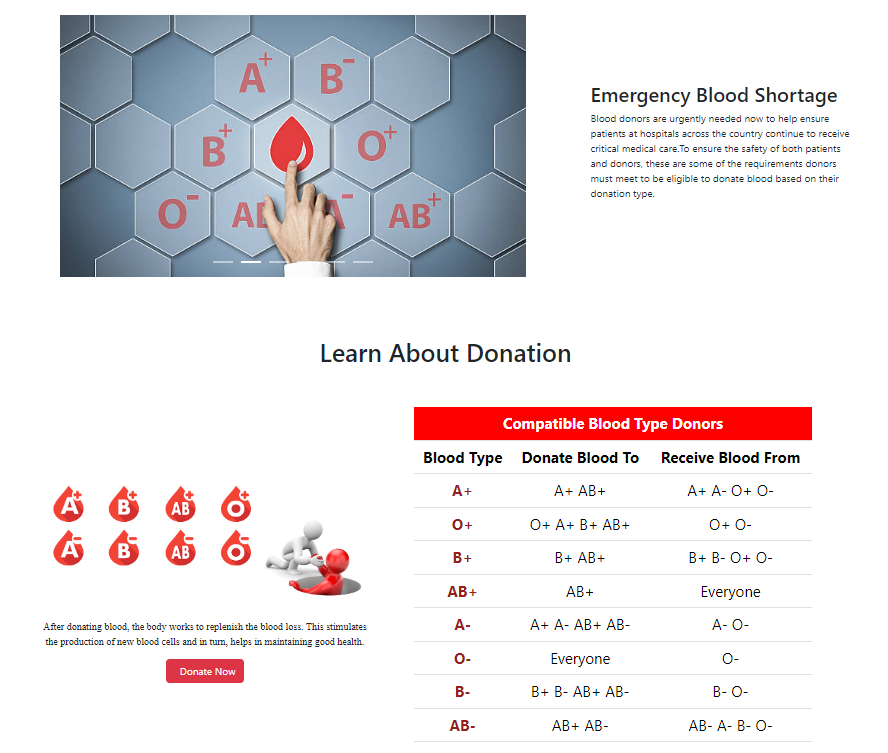 A+ B-
B+ O+
O- AB A- AB+
Emergency Blood Shortage
Blood donors are urgently needed now to help ensure
patients at hospitals across the country continue to receive
critical medical care.To ensure the safety of both patients
and donors, these are some of the requirements donors
must meet to be eligible to donate blood based on their
donation type.
Learn About Donation
A+ B+ AB+ O+
A- B- AB- O-
After donating blood, the body works to replenish the blood loss. This stimulates
the production of new blood cells and in turn, helps in maintaining good health.
Donate Now
Compatible Blood Type Donors
Blood Type Donate Blood To Receive Blood From
A+ A+ AB+ A+ A- O+ O-
O+ O+ A+ B+ AB+ O+ O-
B+ B+ AB+ B+ B- O+ O-
AB+ AB+ Everyone
A- A+ A- AB+ AB- A- O-
O- Everyone O-
B- B+ B- AB+ AB- B- O-
AB- AB+ AB- AB- A- B- O-